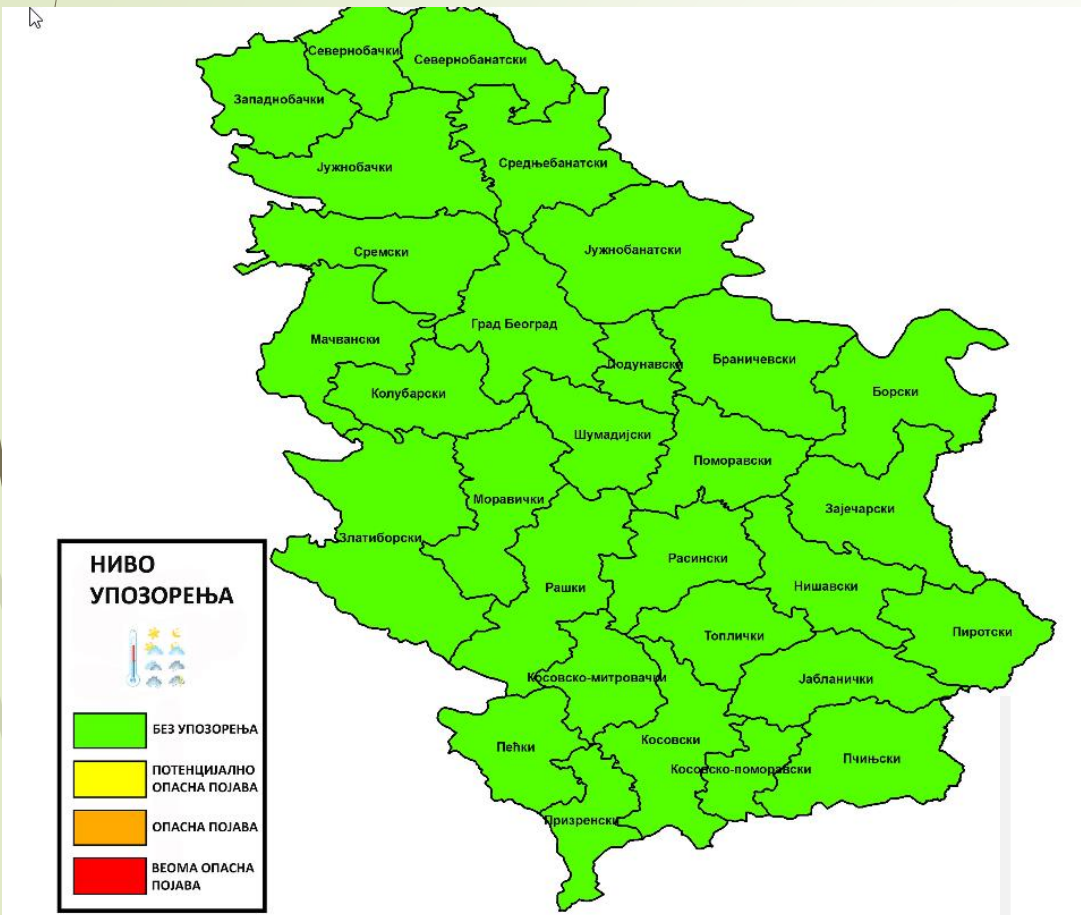 Севернобачки
Севернобанатски
Западнобачки
Јужнобачки
Средњебанатски
Сремски
Јужнобанатски
Мачвански
Град Београд
Подунавски
Браничевски
Колубарски
Борски
Шумадијски
Поморавски
Моравички
Зајечарски
Златиборски
Рашки
Расински
Нишавски
Топлички
Пиротски
Косовско-митровачки
Јабланички
Пећки
Косовски
Косовско-поморавски
Пчињски
Призренски
НИВО
УПОЗОРЕЊА
БЕЗ УПОЗОРЕЊА
ПОТЕНЦИЈАЛНО
ОПАСНА ПОЈАВА
ОПАСНА ПОЈАВА
ВЕОМА ОПАСНА
ПОЈАВА